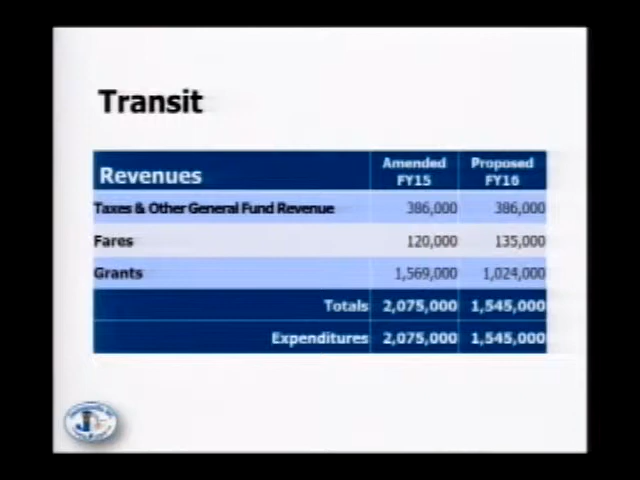 Transit
Revenues Amended FY15 Proposed FY16
Taxes & Other General Fund Revenue 386,000 386,000
Fares 120,000 135,000
Grants 1,569,000 1,024,000
Totals 2,075,000 1,545,000
Expenditures 2,075,000 1,545,000